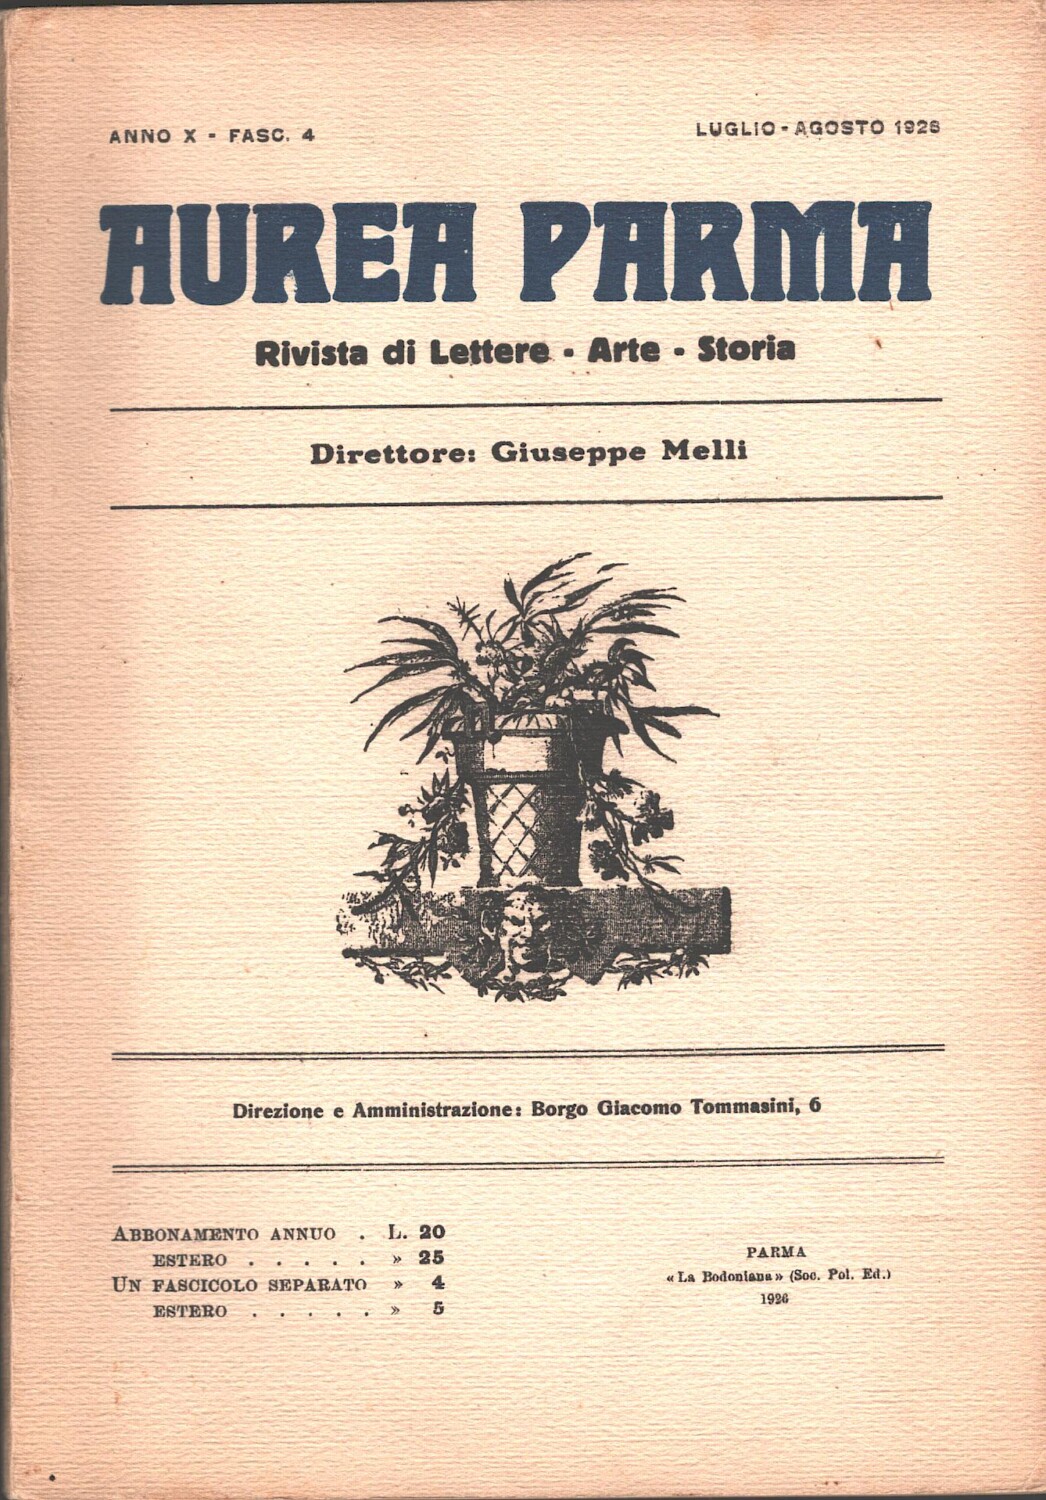 ANNO X - FASC. 4
LUGLIO - AGOSTO 1926
AUREA PARMA
Rivista di Lettere - Arte - Storia
Direttore: Giuseppe Melli
Direzione e Amministrazione: Borgo Giacomo Tommasini, 6
ABBONAMENTO ANNUO . L. 20
ESTERO . . . . . » 25
UN FASCICOLO SEPARATO » 4
ESTERO . . . . . » 5
PARMA
« La Bodoniana » (Soc. Pol. Ed.)
1926